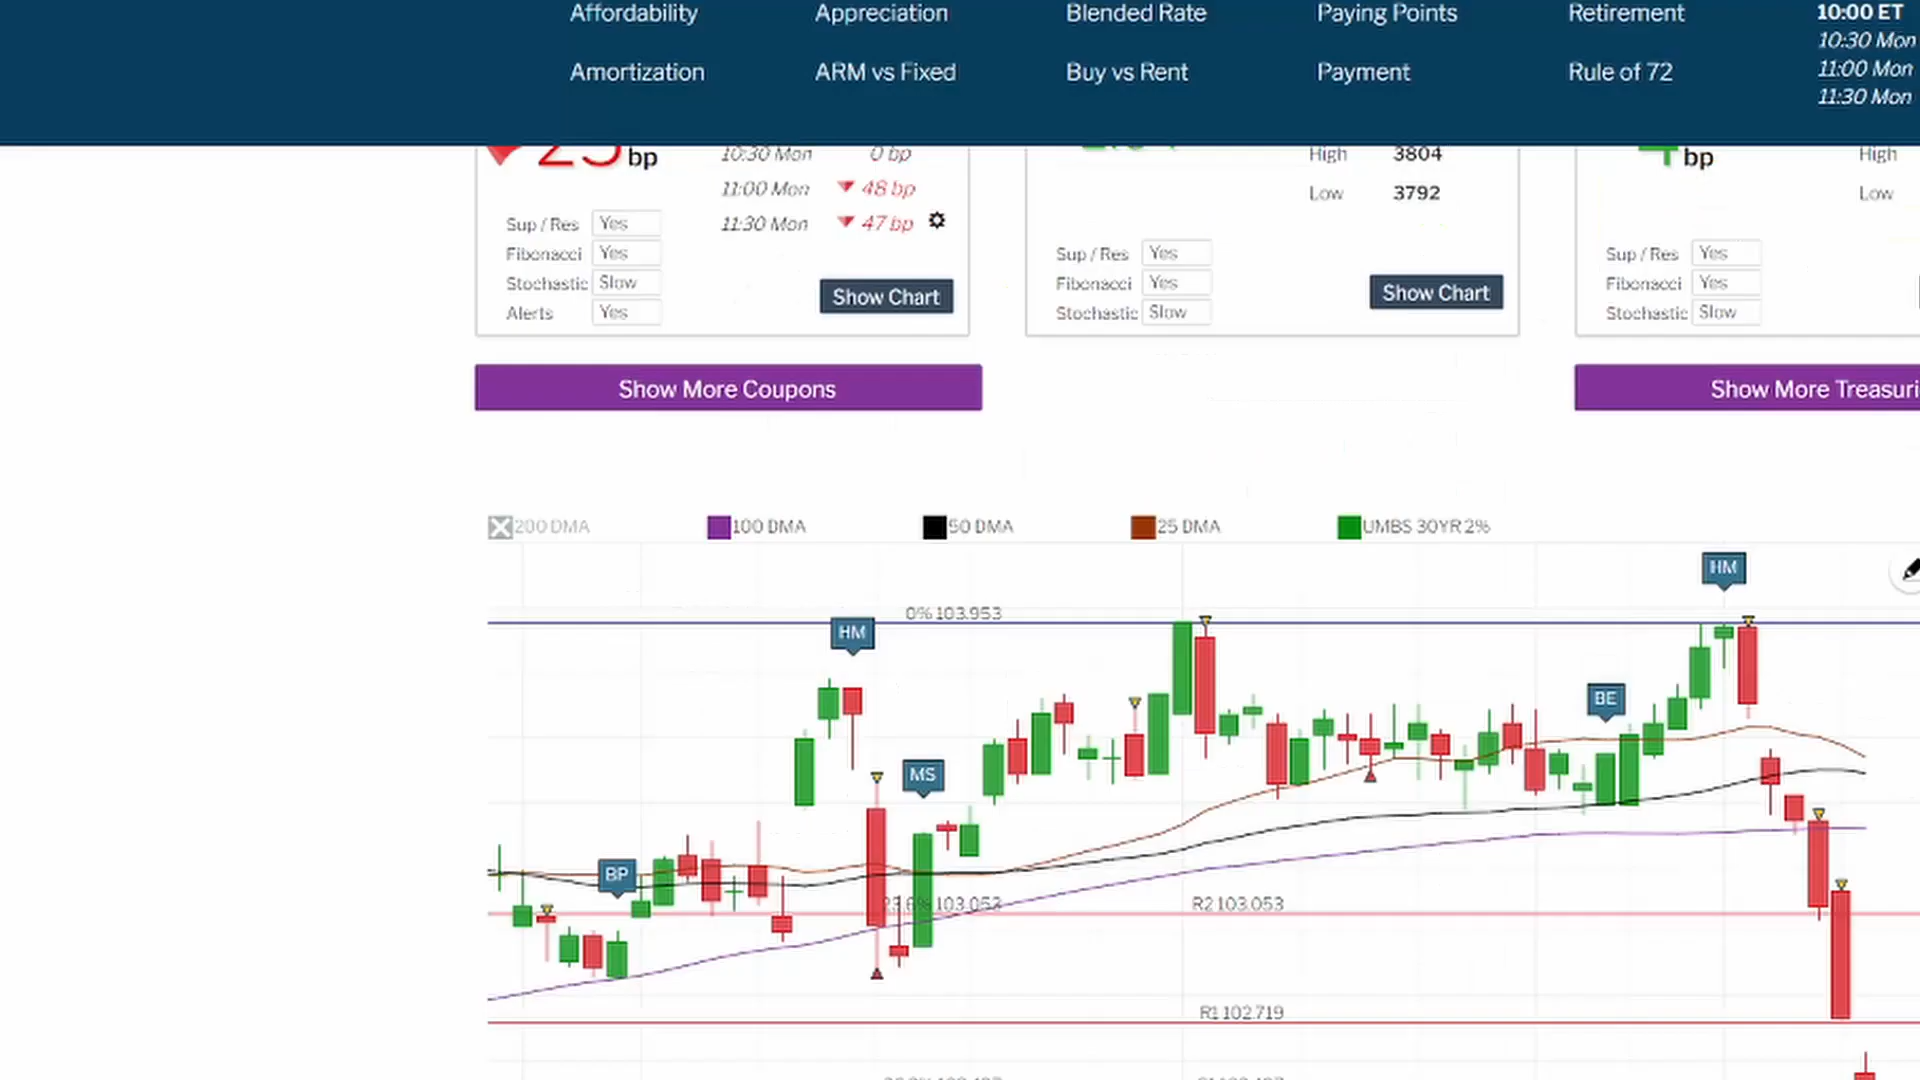 Affordability Appreciation Blended Rate Paying Points Retirement 10:00 ET
10:30 Mon
Amortization ARM vs Fixed Buy vs Rent Payment Rule of 72 11:00 Mon
11:30 Mon
bp 10:30 Mon 0 bp High 3804 bp High
11:00 Mon 48 bp Low 3792 Low
Sup / Res Yes 11:30 Mon 47 bp
Fibonacci Yes Sup / Res Yes Sup / Res Yes
Stochastic Slow Fibonacci Yes Fibonacci Yes
Show Chart Show Chart
Alerts Yes Stochastic Slow Stochastic Slow
Show More Coupons Show More Treasuri
200 DMA 100 DMA 50 DMA 25 DMA UMBS 30YR 2%
HM
0% 103.953
HM
BE
MS
BP
23.6% 103.053 R2 103.053
R1 102.719